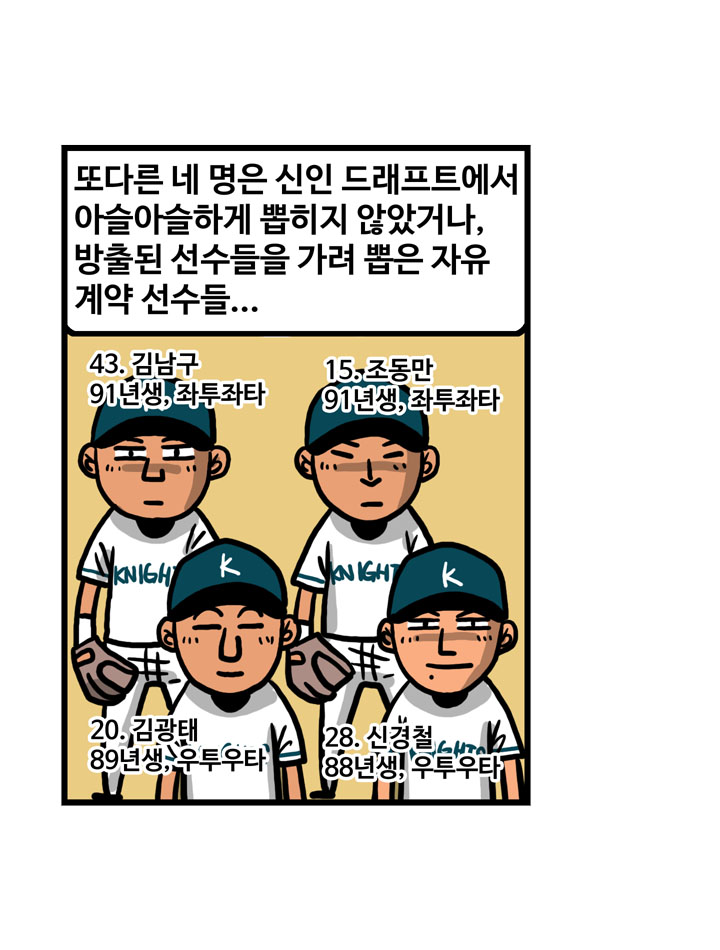 또다른 네 명은 신인 드래프트에서
아슬아슬하게 뽑히지 않았거나,
방출된 선수들을 가려 뽑은 자유
계약 선수들...
43. 김남구
91년생, 좌투좌타
15. 조동만
91년생, 좌투좌타
K
K
KNIGHT
KNIGHT
20. 김광태
89년생, 우투우타
28. 신경철
88년생, 우투우타